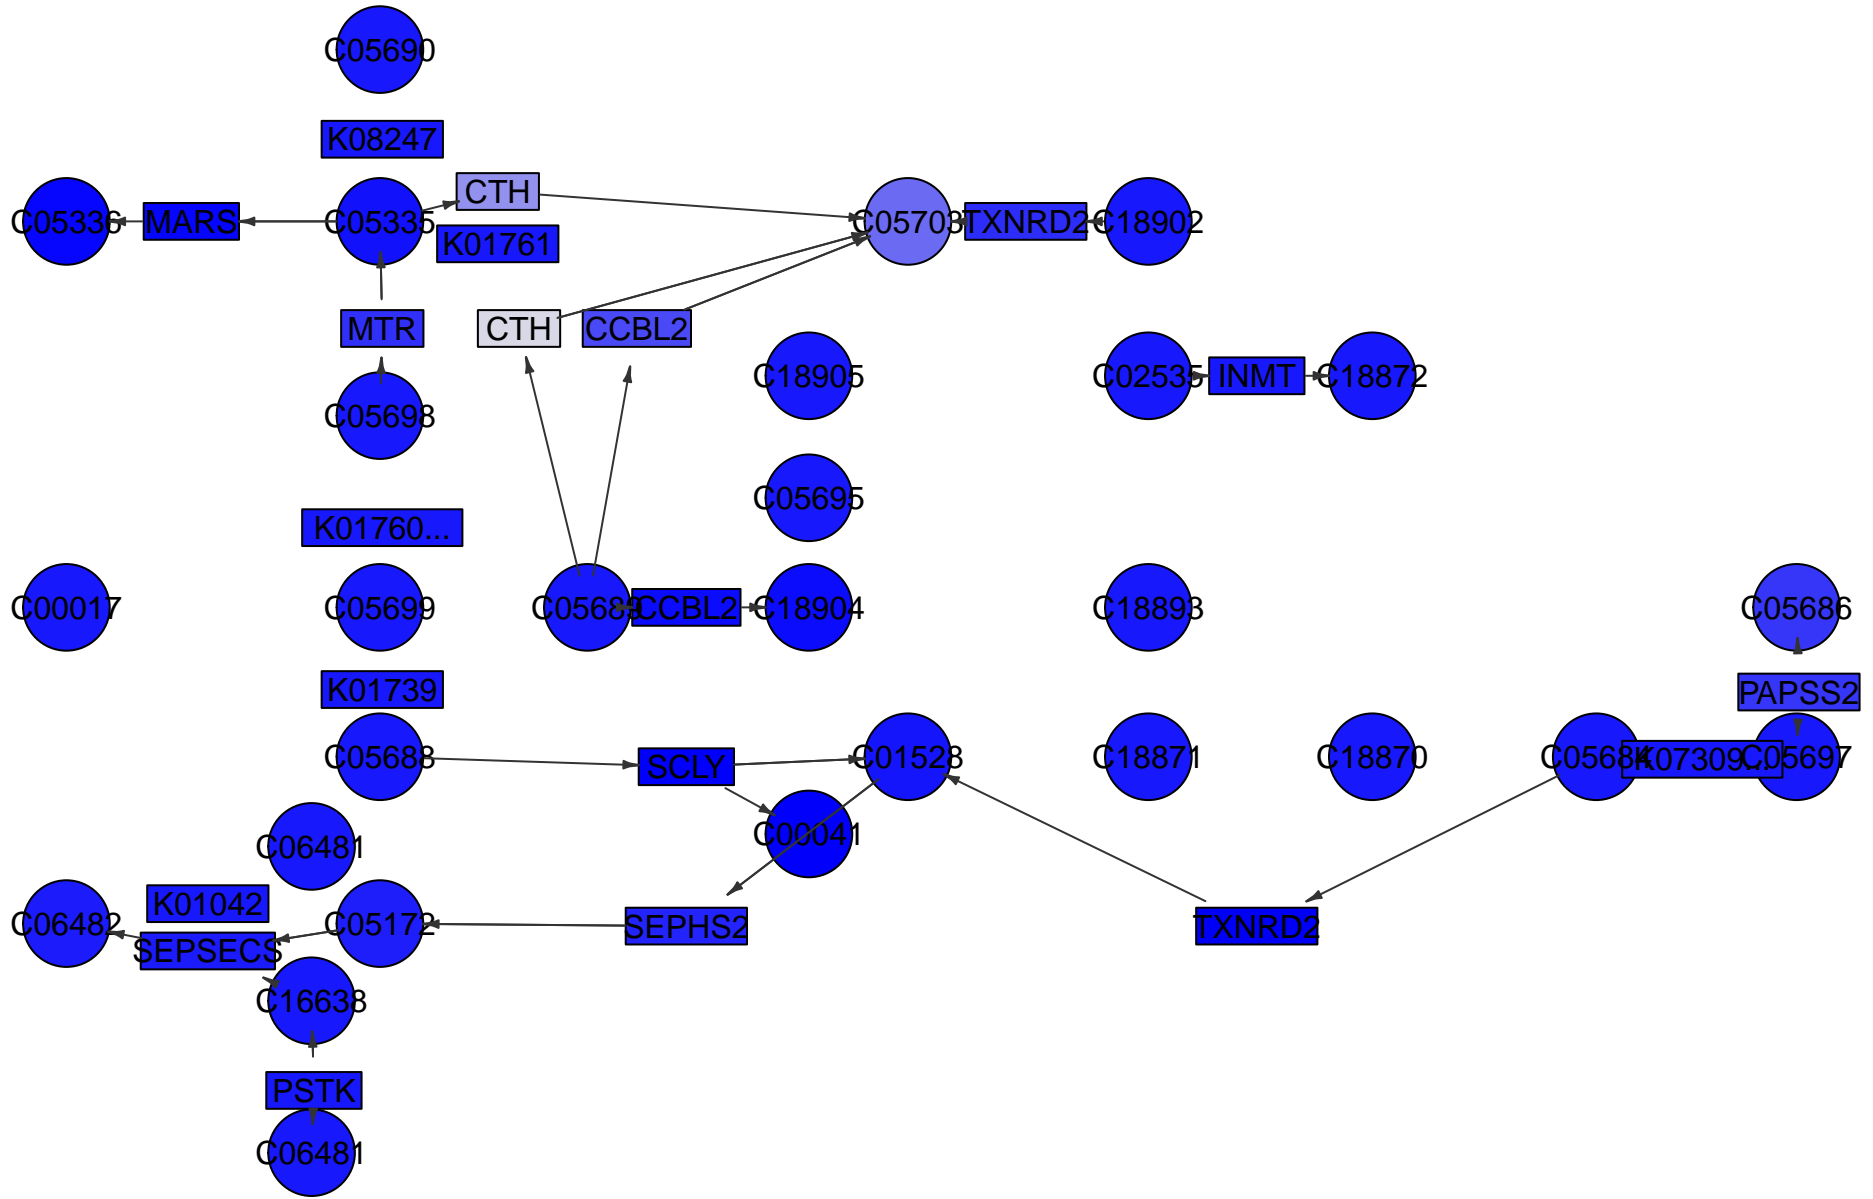 C05690
K08247
CTH
C05336
MARS
C05335
C05703
TXNRD2
C18902
K01761
MTR
CTH
CCBL2
C18905
C02535
INMT
C18872
C05698
C05695
K01760...
C00017
C05699
C05689
CCBL2
C18904
C18893
C05686
K01739
PAPSS2
C05688
SCLY
C01528
C18871
C18870
C05684
K07309...
C05697
C00041
C06481
K01042
C06482
C05172
SEPHS2
TXNRD2
SEPSECS
C16638
PSTK
C06481